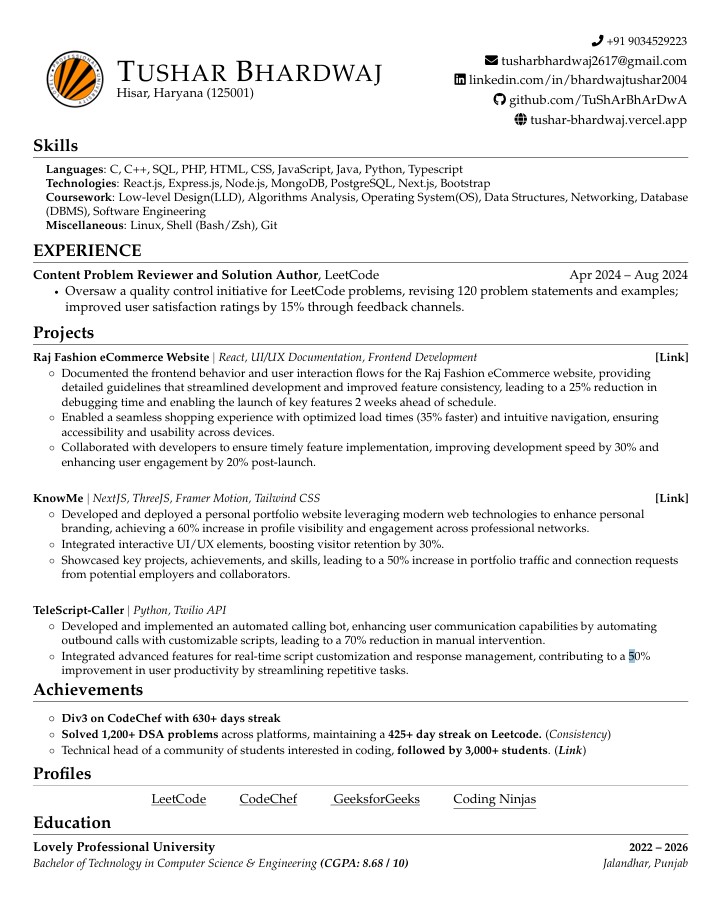 TUSHAR BHARDWAJ
Hisar, Haryana (125001)
+91 9034529223
tusharbhardwaj2617@gmail.com
linkedin.com/in/bhardwajtushar2004
github.com/TuShArBhArDwA
tushar-bhardwaj.vercel.app
Skills
Languages: C, C++, SQL, PHP, HTML, CSS, JavaScript, Java, Python, Typescript
Technologies: React.js, Express.js, Node.js, MongoDB, PostgreSQL, Next.js, Bootstrap
Coursework: Low-level Design(LLD), Algorithms Analysis, Operating System(OS), Data Structures, Networking, Database
(DBMS), Software Engineering
Miscellaneous: Linux, Shell (Bash/Zsh), Git
EXPERIENCE
Content Problem Reviewer and Solution Author, LeetCode Apr 2024 – Aug 2024
• Oversaw a quality control initiative for LeetCode problems, revising 120 problem statements and examples;
improved user satisfaction ratings by 15% through feedback channels.
Projects
Raj Fashion eCommerce Website | React, UI/UX Documentation, Frontend Development [Link]
○ Documented the frontend behavior and user interaction flows for the Raj Fashion eCommerce website, providing
detailed guidelines that streamlined development and improved feature consistency, leading to a 25% reduction in
debugging time and enabling the launch of key features 2 weeks ahead of schedule.
○ Enabled a seamless shopping experience with optimized load times (35% faster) and intuitive navigation, ensuring
accessibility and usability across devices.
○ Collaborated with developers to ensure timely feature implementation, improving development speed by 30% and
enhancing user engagement by 20% post-launch.
KnowMe | NextJS, ThreeJS, Framer Motion, Tailwind CSS [Link]
○ Developed and deployed a personal portfolio website leveraging modern web technologies to enhance personal
branding, achieving a 60% increase in profile visibility and engagement across professional networks.
○ Integrated interactive UI/UX elements, boosting visitor retention by 30%.
○ Showcased key projects, achievements, and skills, leading to a 50% increase in portfolio traffic and connection requests
from potential employers and collaborators.
TeleScript-Caller | Python, Twilio API
○ Developed and implemented an automated calling bot, enhancing user communication capabilities by automating
outbound calls with customizable scripts, leading to a 70% reduction in manual intervention.
○ Integrated advanced features for real-time script customization and response management, contributing to a 50%
improvement in user productivity by streamlining repetitive tasks.
Achievements
○ Div3 on CodeChef with 630+ days streak
○ Solved 1,200+ DSA problems across platforms, maintaining a 425+ day streak on Leetcode. (Consistency)
○ Technical head of a community of students interested in coding, followed by 3,000+ students. (Link)
Profiles
LeetCode CodeChef GeeksforGeeks Coding Ninjas
Education
Lovely Professional University 2022 – 2026
Bachelor of Technology in Computer Science & Engineering (CGPA: 8.68 / 10) Jalandhar, Punjab